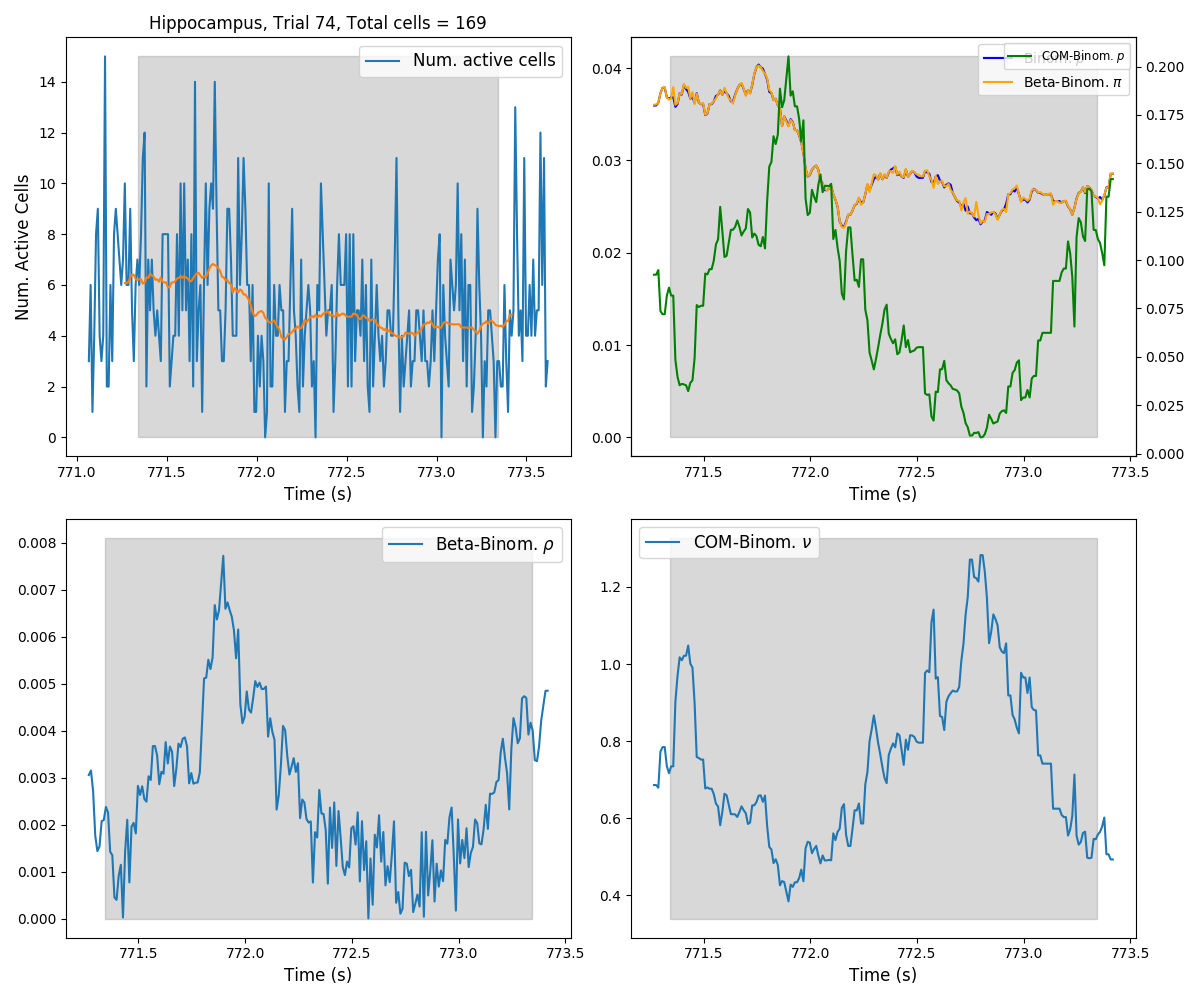 Hippocampus, Trial 74, Total cells = 169
Num. active cells
Num. Active Cells
14
12
10
8
6
4
2
0
771.0 771.5 772.0 772.5 773.0 773.5
Time (s)
COM-Binom. p
Beta-Binom. π
0.04
0.03
0.02
0.01
0.00
0.200
0.175
0.150
0.125
0.100
0.075
0.050
0.025
0.000
771.5 772.0 772.5 773.0 773.5
Time (s)
Beta-Binom. ρ
0.008
0.007
0.006
0.005
0.004
0.003
0.002
0.001
0.000
771.5 772.0 772.5 773.0 773.5
Time (s)
COM-Binom. ν
1.2
1.0
0.8
0.6
0.4
771.5 772.0 772.5 773.0 773.5
Time (s)